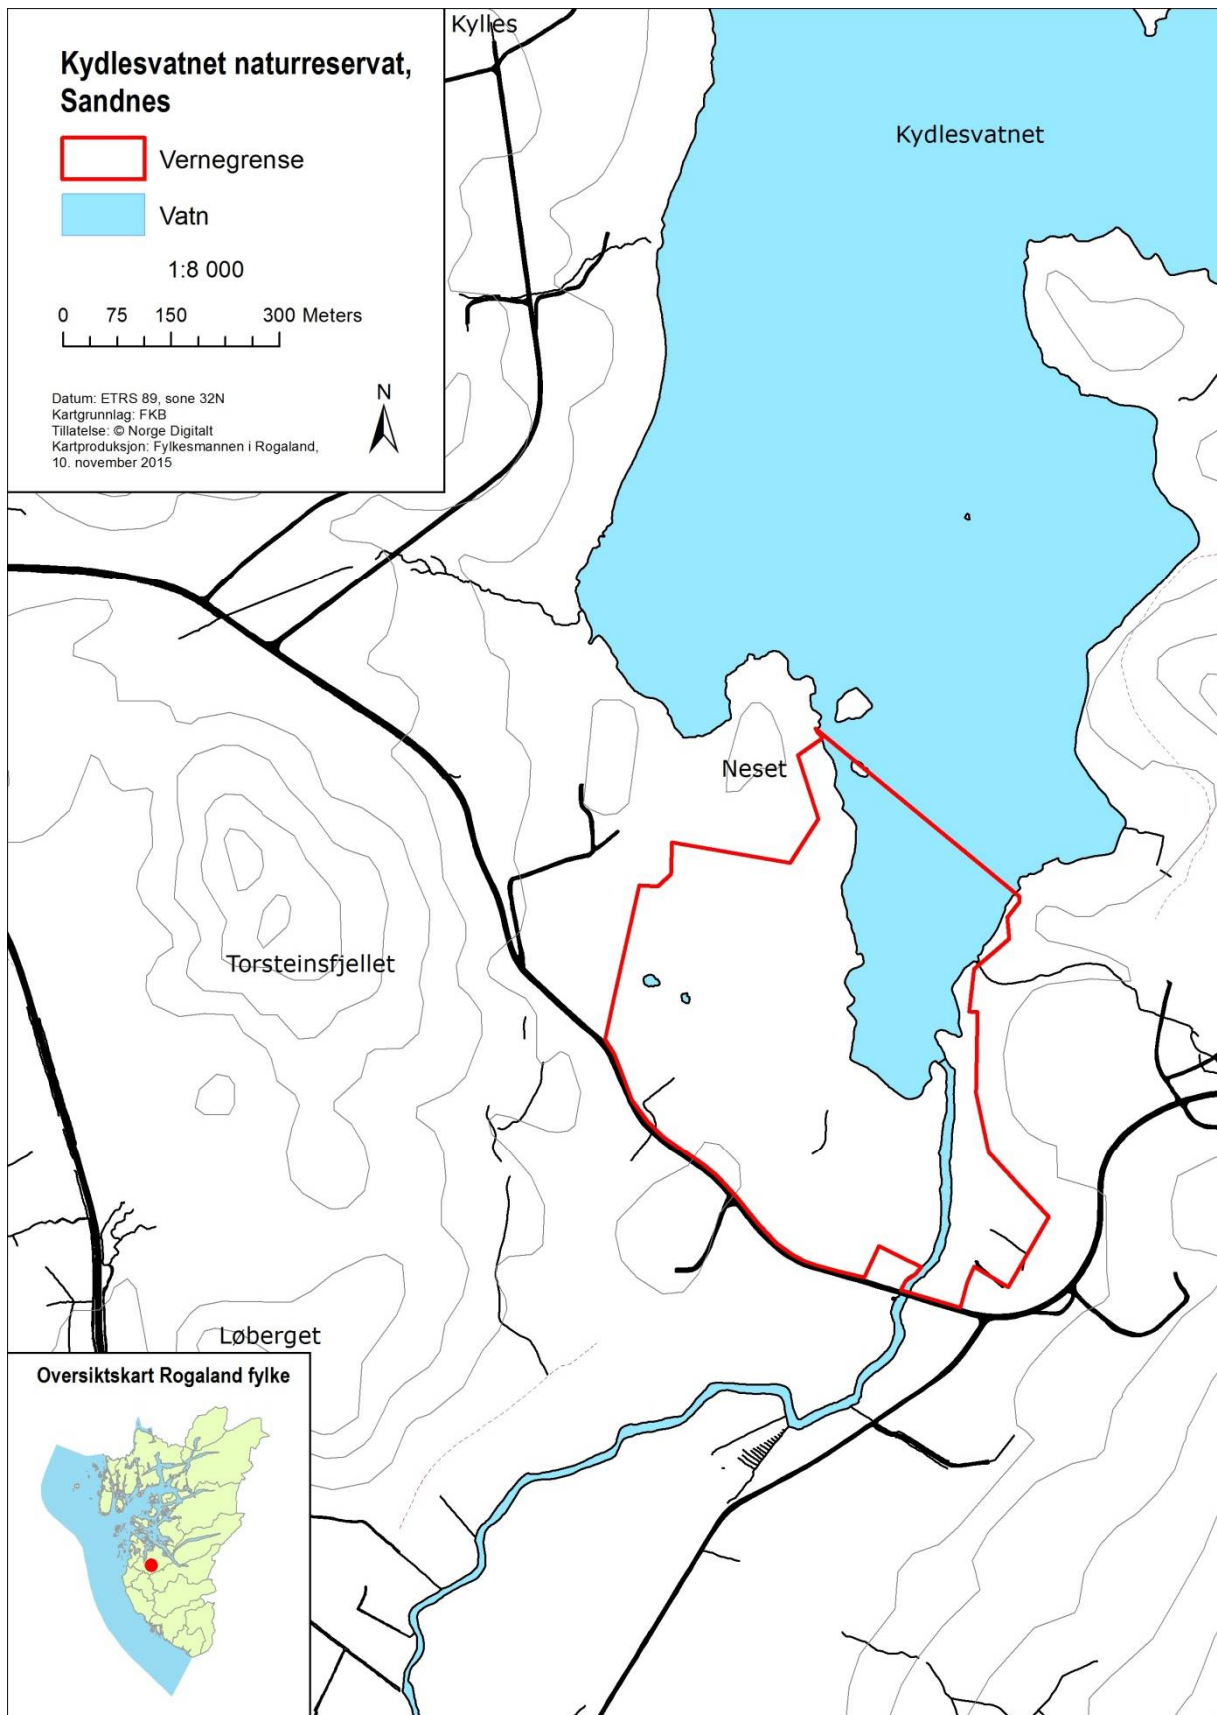 Kylles
Kydlesvatnet naturreservat,
Sandnes
Vernegrense
Vatn
1:8 000
0 75 150 300 Meters
N
Datum: ETRS 89, sone 32N
Kartgrunnlag: FKB
Tillatelse: © Norge Digitalt
Kartproduksjon: Fylkesmannen i Rogaland,
10. november 2015
Kydlesvatnet
Neset
Torsteinsfjellet
Løberget
Oversiktskart Rogaland fylke